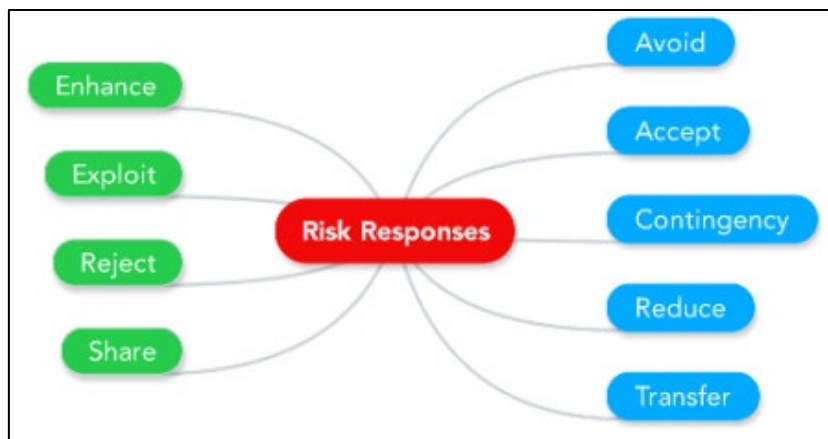 Enhance
Exploit
Reject
Share
Risk Responses
Avoid
Accept
Contingency
Reduce
Transfer